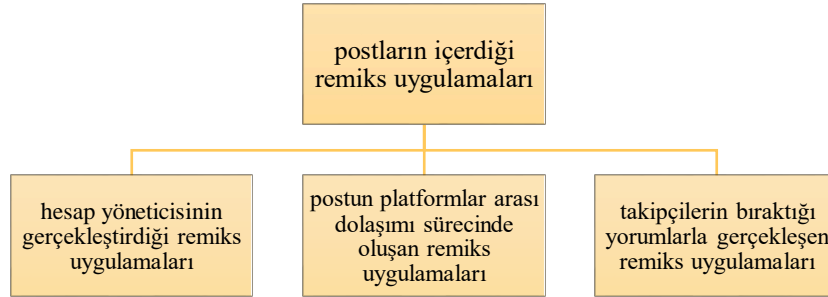 postların içerdiği
remiks uygulamaları
hesap yöneticisinin
gerçekleştirdiği remiks
uygulamaları
postun platformlar arası
dolaşımı sürecinde
oluşan remiks
uygulamaları
takipçilerin bıraktığı
yorumlarla gerçekleşen
remiks uygulamaları